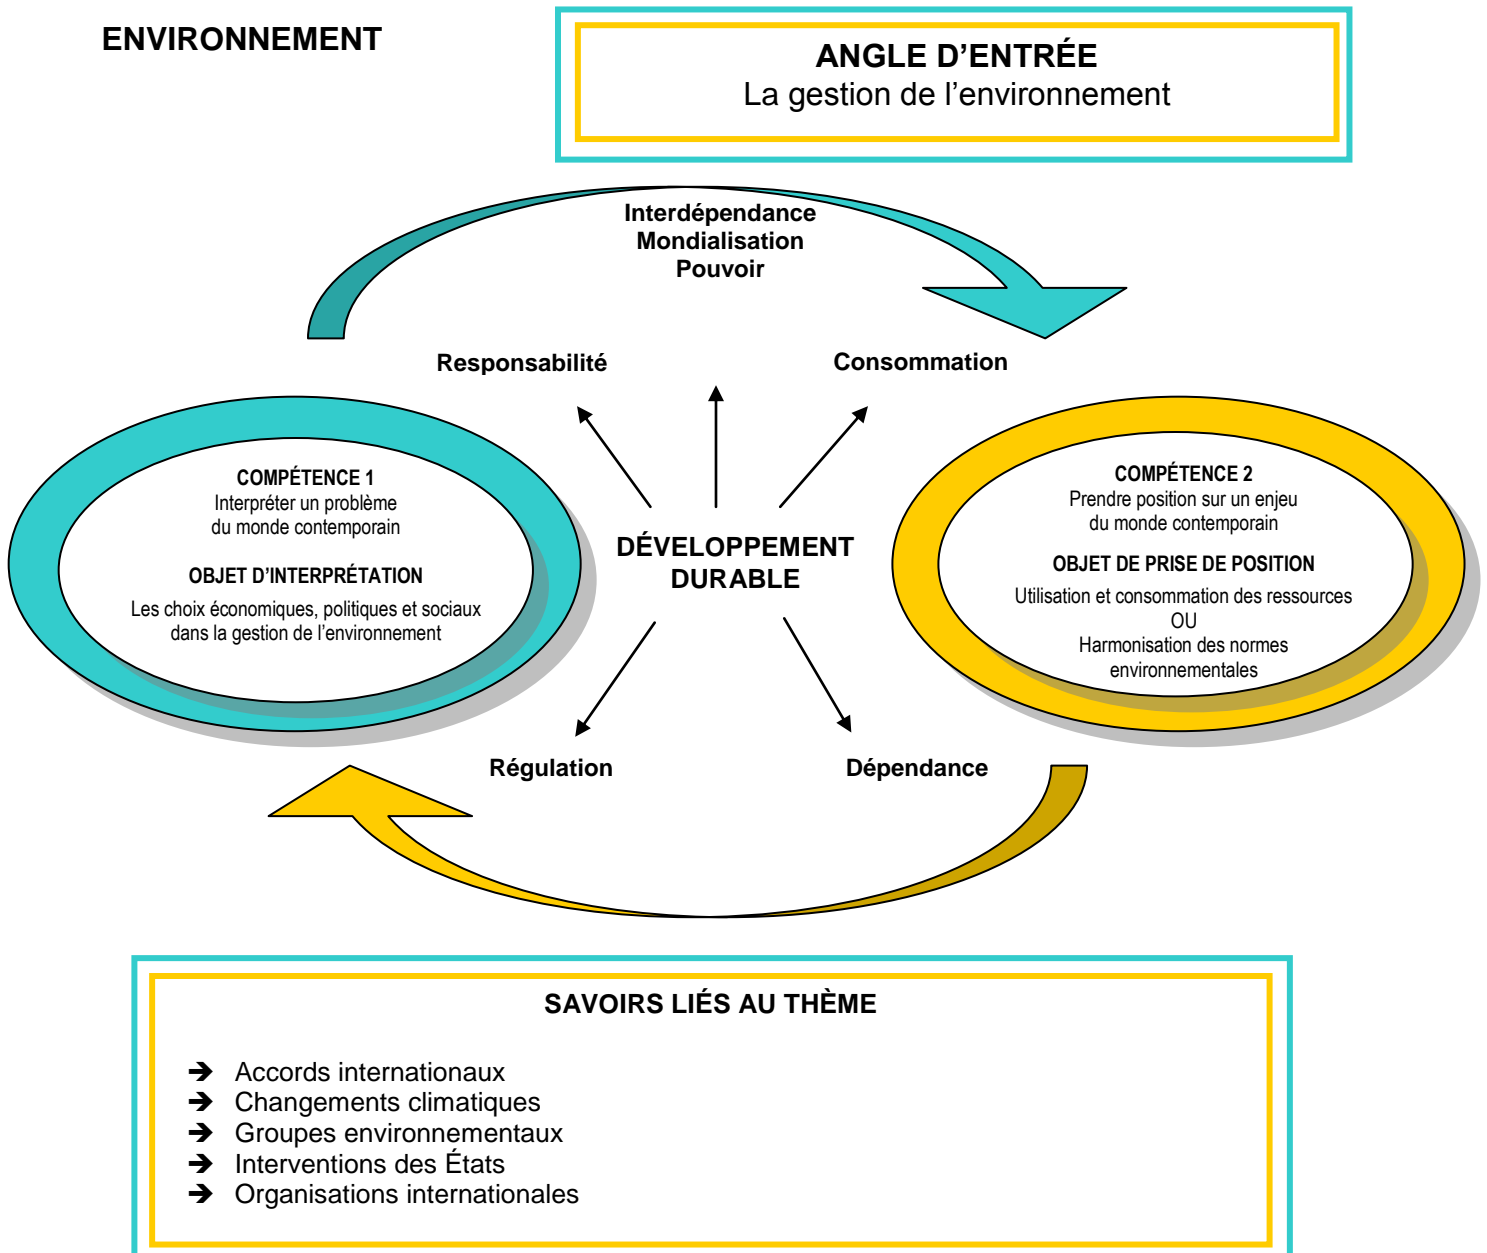 ENVIRONNEMENT
ANGLE D’ENTRÉE
La gestion de l’environnement
Interdépendance
Mondialisation
Pouvoir
Responsabilité
Consommation
COMPÉTENCE 1
Interpréter un problème
du monde contemporain
OBJET D’INTERPRÉTATION
Les choix économiques, politiques et sociaux
dans la gestion de l’environnement
DÉVELOPPEMENT
DURABLE
COMPÉTENCE 2
Prendre position sur un enjeu
du monde contemporain
OBJET DE PRISE DE POSITION
Utilisation et consommation des ressources
OU
Harmonisation des normes
environnementales
Régulation
Dépendance
SAVOIRS LIÉS AU THÈME
➔ Accords internationaux
➔ Changements climatiques
➔ Groupes environnementaux
➔ Interventions des États
➔ Organisations internationales